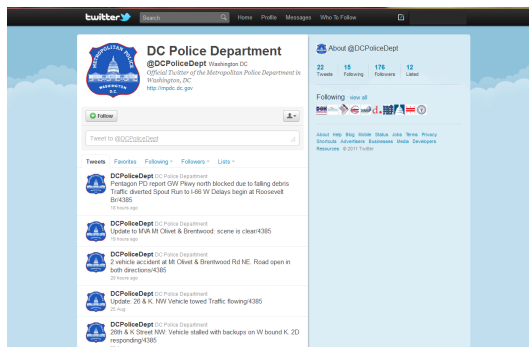 twitter
Search
Home Profile Messages Who To Follow
METROPOLITAN POLICE
WASHINGTON
D.C.
DC Police Department
@DCPoliceDept Washington DC
Official Twitter of the Metropolitan Police Department in
Washington, DC
http://mpdc.dc.gov
Follow
Tweet to @DCPoliceDept
Tweets Favorites Following Followers Lists
DCPoliceDept DC Police Department
Pentagon PD report GW Pkwy north blocked due to falling debris
Traffic diverted Spout Run to I-66 W Delays begin at Roosevelt
Br/4385
19 hours ago
DCPoliceDept DC Police Department
Update to MVA Mt Olivet & Brentwood. scene is clear/4385
19 hours ago
DCPoliceDept DC Police Department
2 vehicle accident at Mt Olivet & Brentwood Rd NE. Road open in
both directions/4385
20 hours ago
DCPoliceDept DC Police Department
Update: 26 & K. NW Vehicle towed Traffic flowing/4385
25 Aug
DCPoliceDept DC Police Department
26th & K Street NW: Vehicle stalled with backups on W bound K. 2D
responding/4385
About @DCPoliceDept
22 15 176 12
Tweets Following Followers Listed
Following view all
About Help Blog Mobile Status Jobs Terms Privacy
Shortcuts Advertisers Businesses Media Developers
Resources © 2011 Twitter